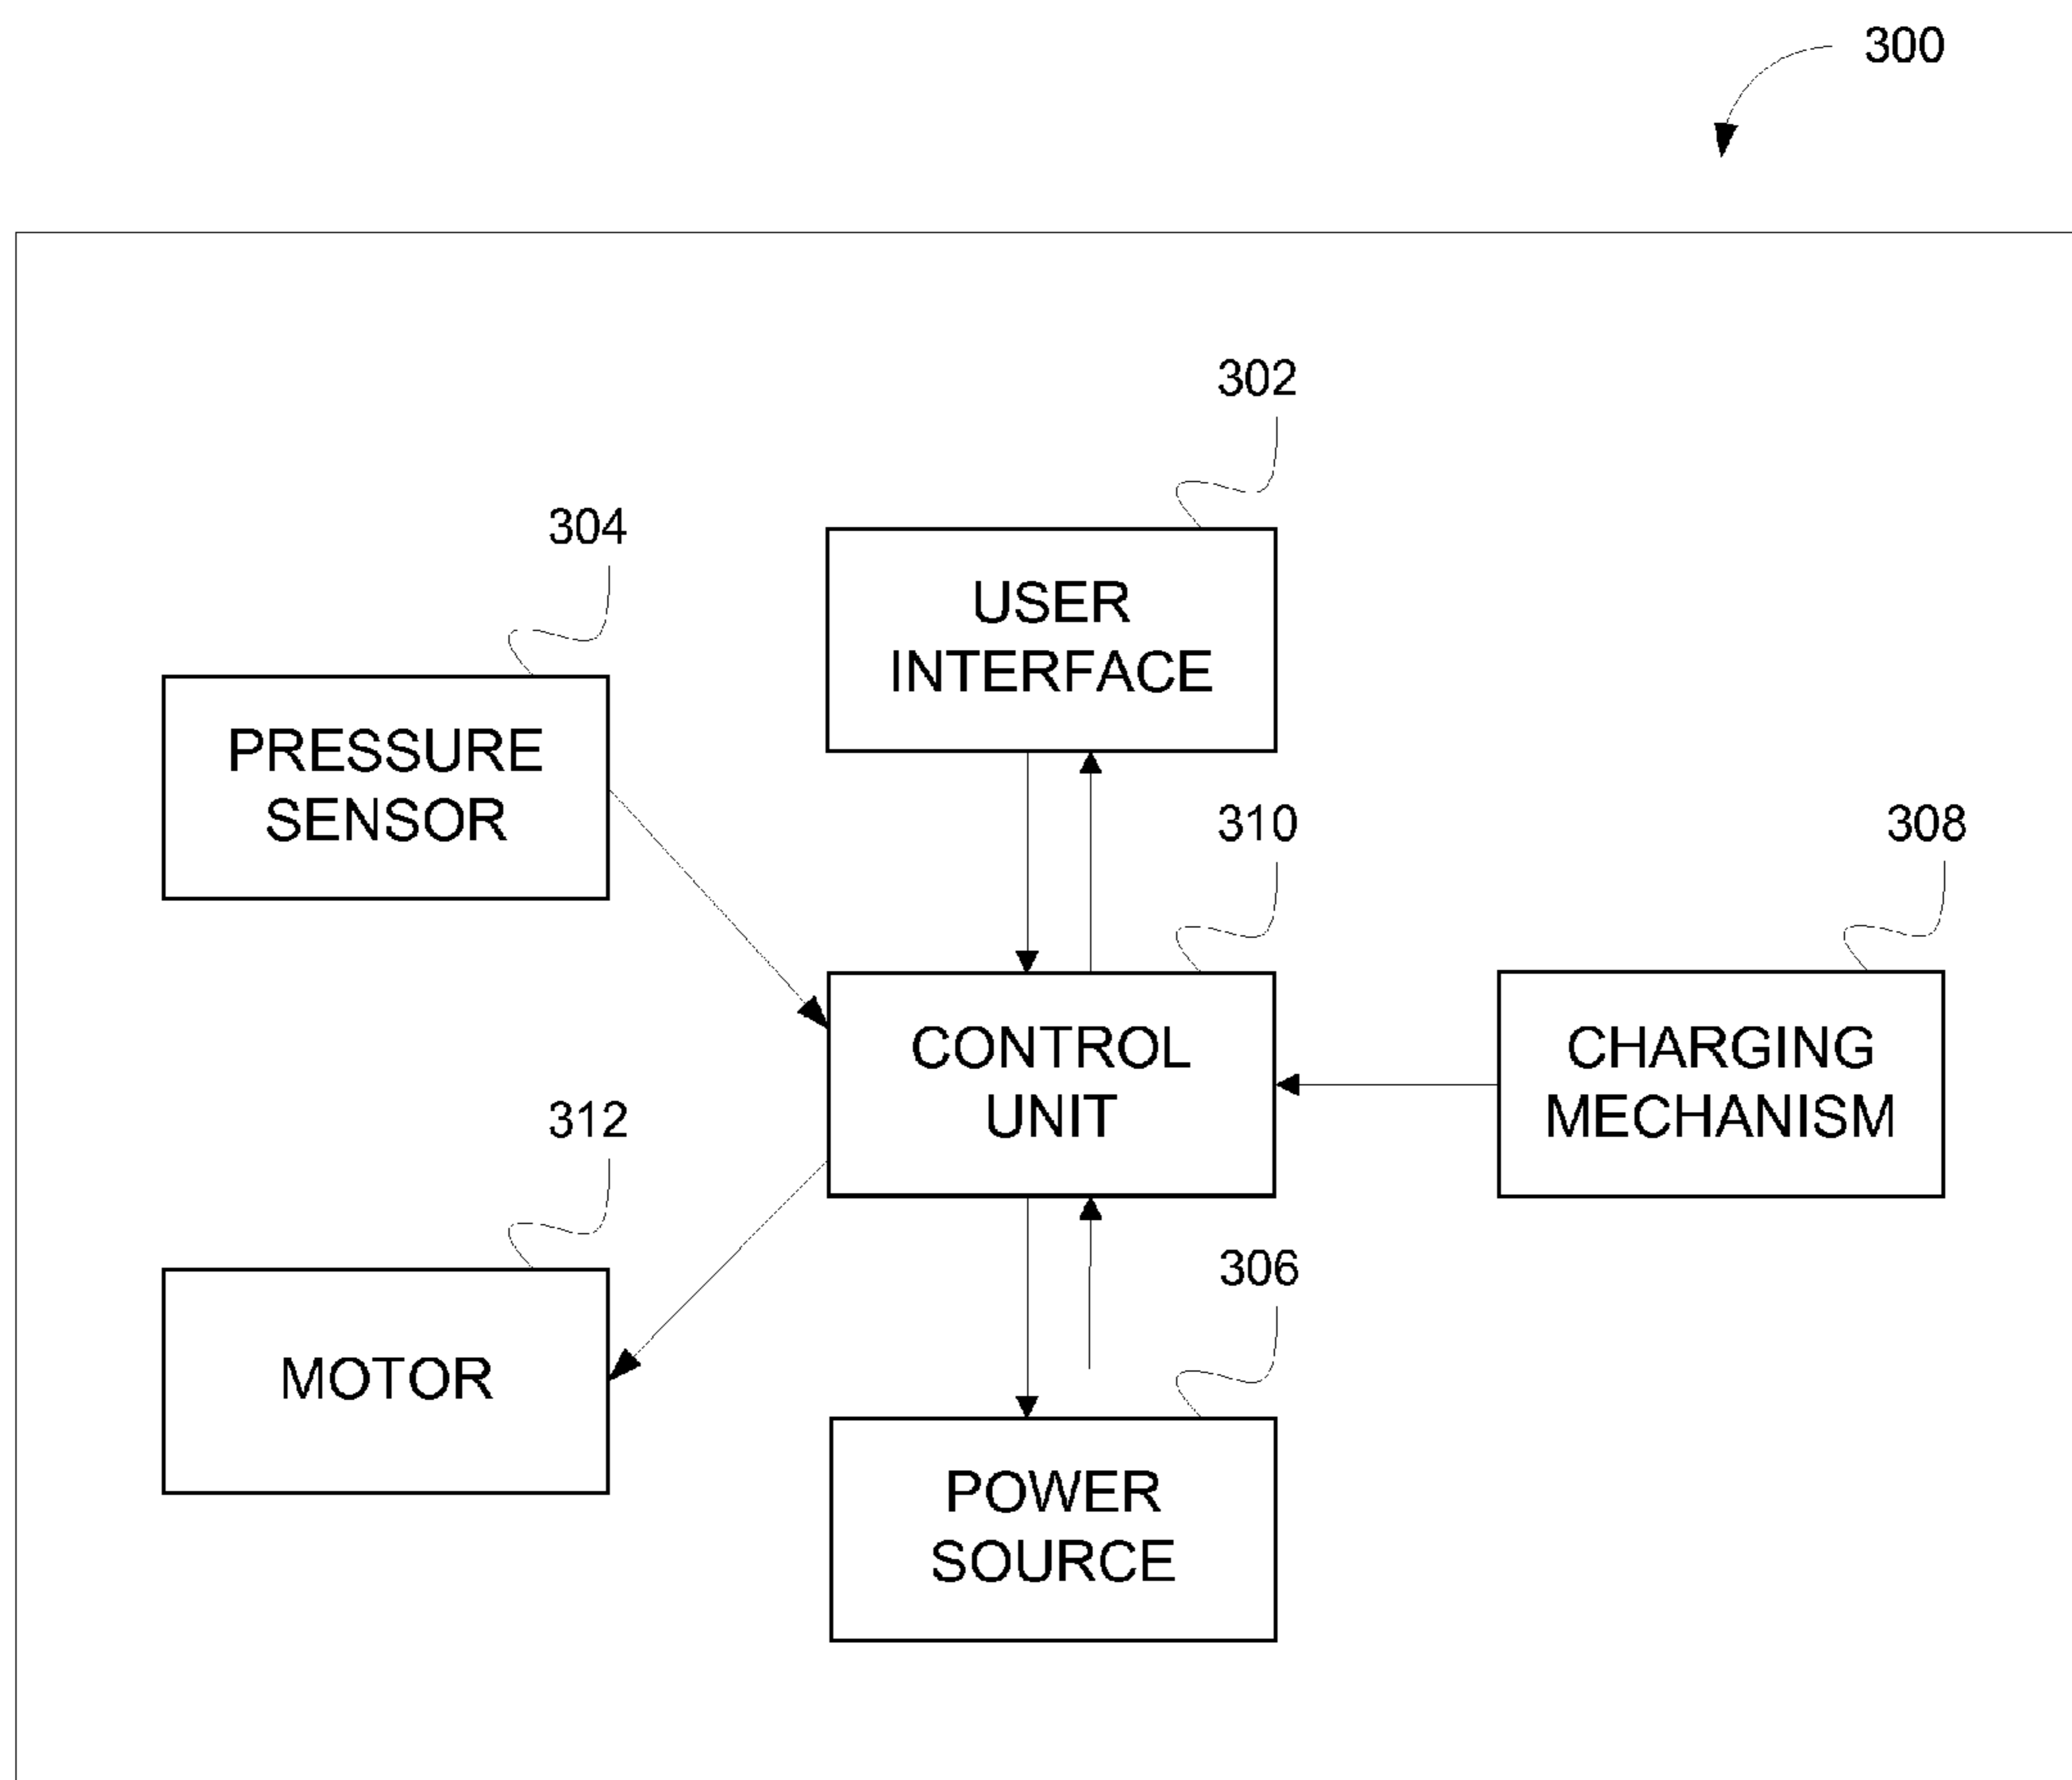 300
302
304
USER
INTERFACE
PRESSURE
SENSOR
310
308
CONTROL
UNIT
CHARGING
MECHANISM
312
306
MOTOR
POWER
SOURCE